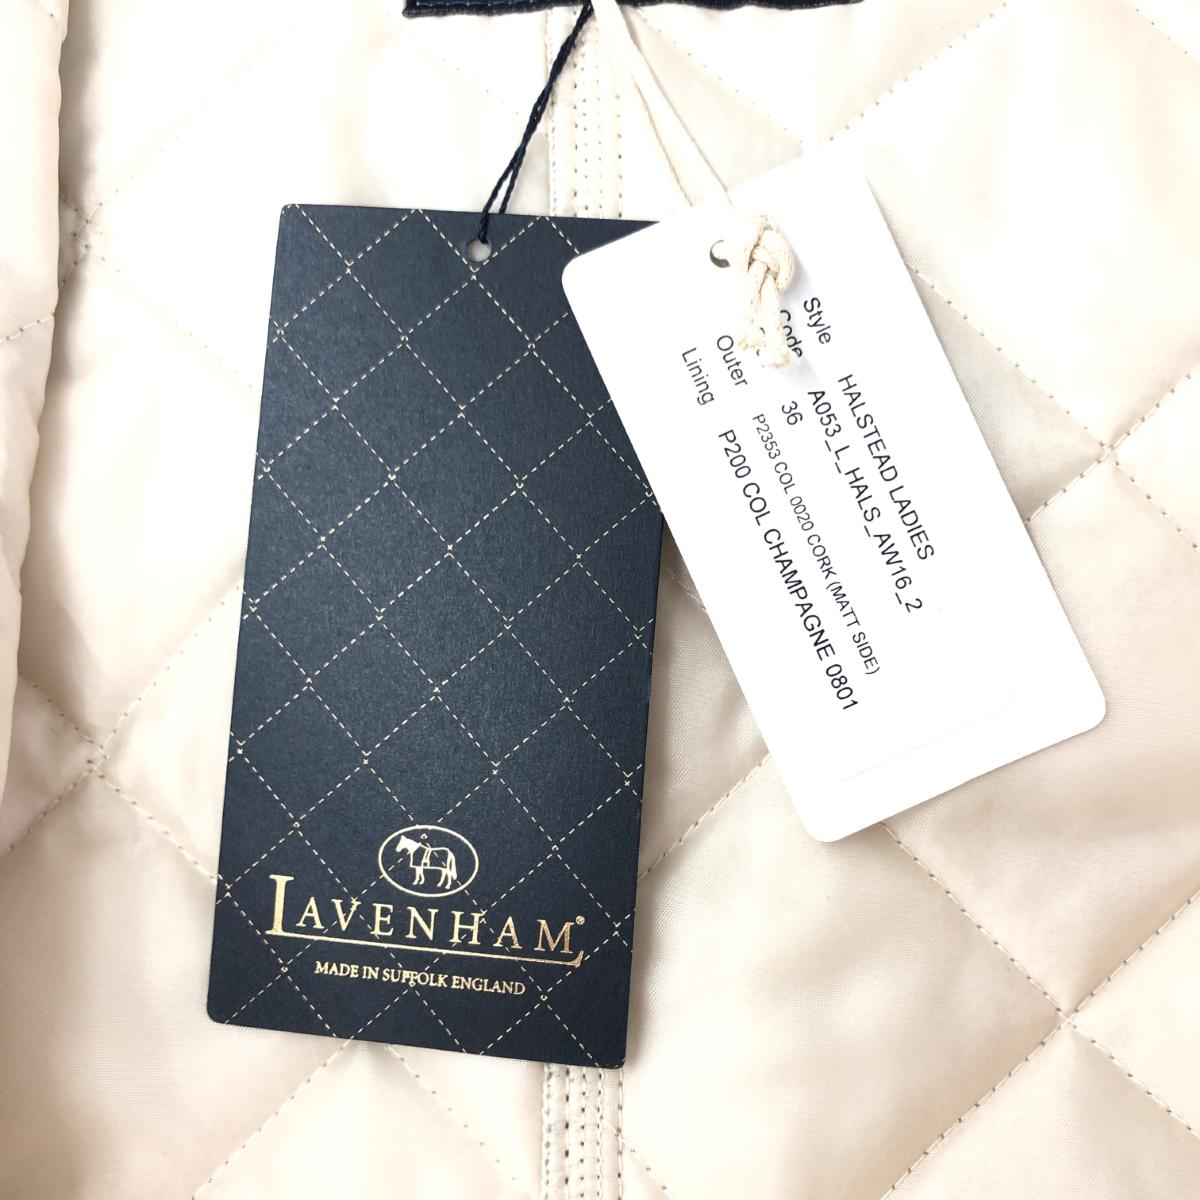 LAVENHAM®
MADE IN SUFFOLK ENGLAND
Style HALSTEAD LADIES
Code A053_L_HALS_AW16_2
36
Outer P2353 COL 0020 CORK (MATT SIDE)
Lining P200 COL CHAMPAGNE 0801